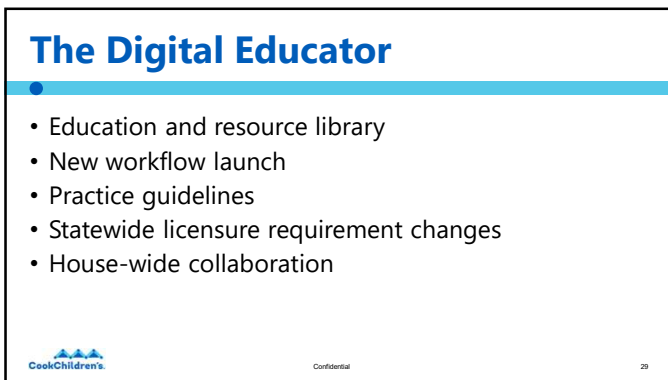 The Digital Educator
• Education and resource library
• New workflow launch
• Practice guidelines
• Statewide licensure requirement changes
• House-wide collaboration
CookChildren's.
Confidential
29